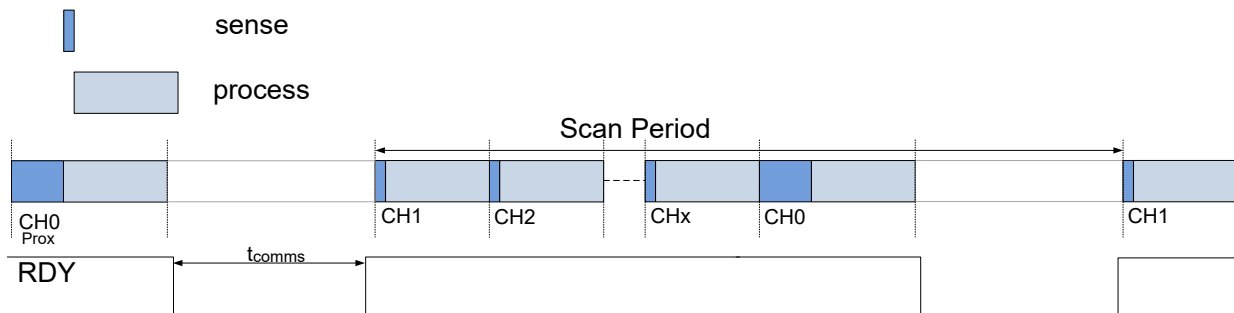 sense
process
Scan Period
CH0
Prox
CH1
CH2
CHx
CH0
CH1
RDY
tcomms